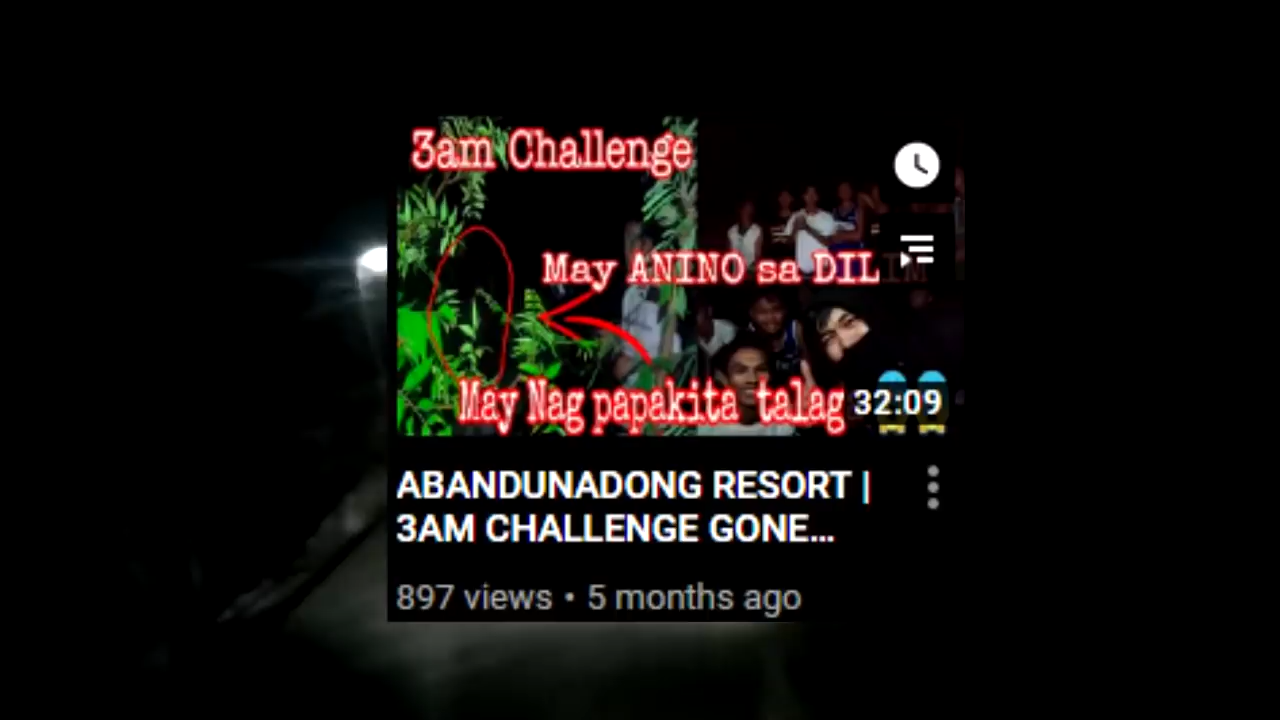 3am Challenge
May ANINO sa DILIM
May Nag papakita talag
32:09
ABANDUNADONG RESORT |
3AM CHALLENGE GONE...
897 views • 5 months ago